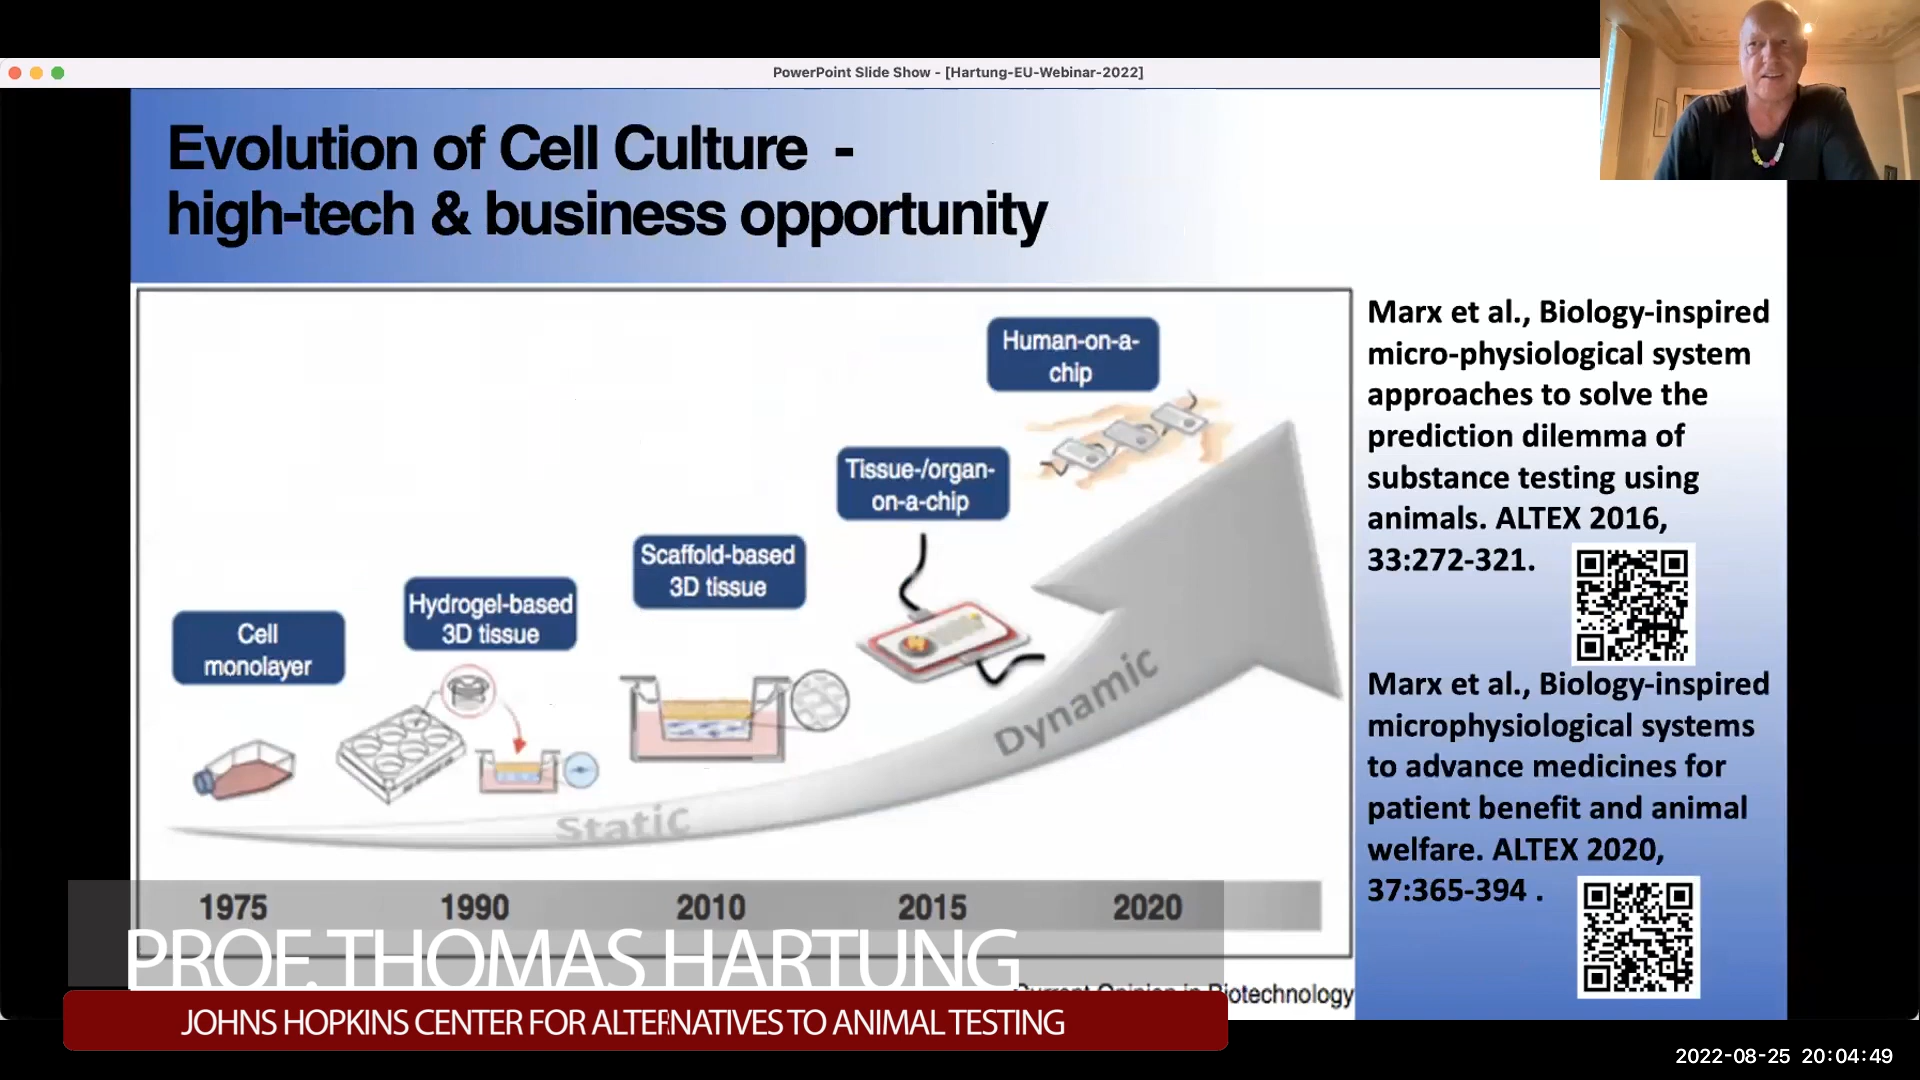 PowerPoint Slide Show - [Hartung-EU-Webinar-2022]
Evolution of Cell Culture -
high-tech & business opportunity
Human-on-a-
chip
Tissue-/organ-
on-a-chip
Scaffold-based
3D tissue
Hydrogel-based
3D tissue
Cell
monolayer
Static
Dynamic
1975 1990 2010 2015 2020
Current Opinion in Biotechnology
Marx et al., Biology-inspired
micro-physiological system
approaches to solve the
prediction dilemma of
substance testing using
animals. ALTEX 2016,
33:272-321.
Marx et al., Biology-inspired
microphysiological systems
to advance medicines for
patient benefit and animal
welfare. ALTEX 2020,
37:365-394 .
PROF. THOMAS HARTUNG
JOHNS HOPKINS CENTER FOR ALTERNATIVES TO ANIMAL TESTING
2022-08-25 20:04:49